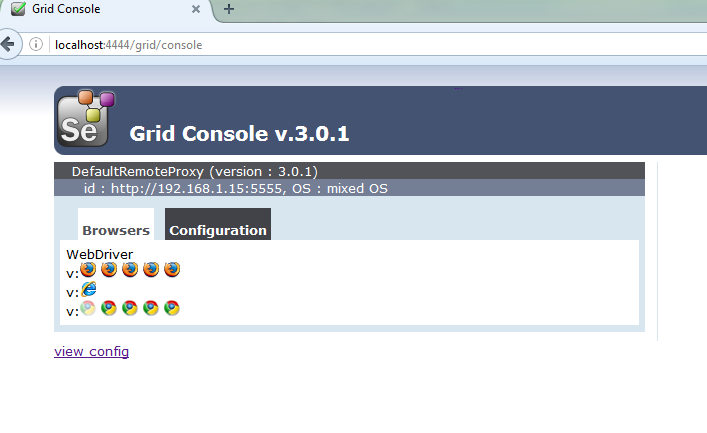 Grid Console
localhost:4444/grid/console
Se
Grid Console v.3.0.1
DefaultRemoteProxy (version : 3.0.1)
id : http://192.168.1.15:5555, OS : mixed OS
Browsers Configuration
WebDriver
v:
v:
v:
view config